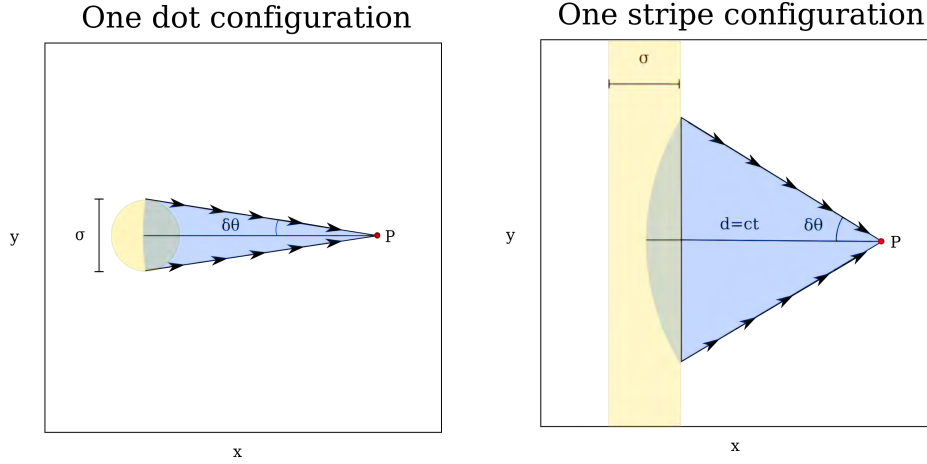 One dot configuration
σ
δθ
P
y
x
One stripe configuration
σ
d=ct
δθ
P
y
x